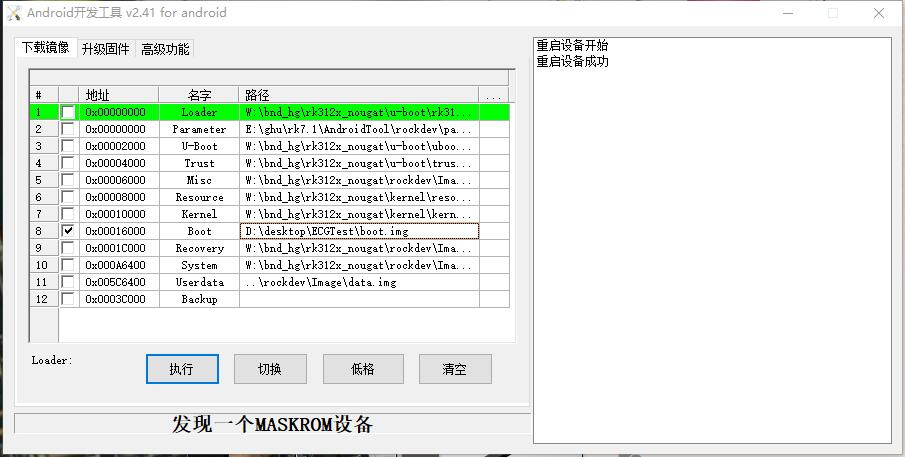 Android开发工具 v2.41 for android
下载镜像 升级固件 高级功能
# 地址 名字 路径 ...
1 0x00000000 Loader W:\bnd_hg\rk312x_nougat\u-boot\rk31...
2 0x00000000 Parameter E:\ghu\rk7.1\AndroidTool\rockdev\pa...
3 0x00002000 U-Boot W:\bnd_hg\rk312x_nougat\u-boot\uboo...
4 0x00004000 Trust W:\bnd_hg\rk312x_nougat\u-boot\trus...
5 0x00006000 Misc W:\bnd_hg\rk312x_nougat\rockdev\Ima...
6 0x00008000 Resource W:\bnd_hg\rk312x_nougat\kernel\reso...
7 0x00010000 Kernel W:\bnd_hg\rk312x_nougat\kernel\kern...
8 0x00016000 Boot D:\desktop\ECGTest\boot.img
9 0x0001C000 Recovery W:\bnd_hg\rk312x_nougat\rockdev\Ima...
10 0x000A6400 System W:\bnd_hg\rk312x_nougat\rockdev\Ima...
11 0x005C6400 Userdata ..\rockdev\Image\data.img
12 0x0003C000 Backup
Loader:
执行 切换 低格 清空
发现一个MASKROM设备
重启设备开始
重启设备成功